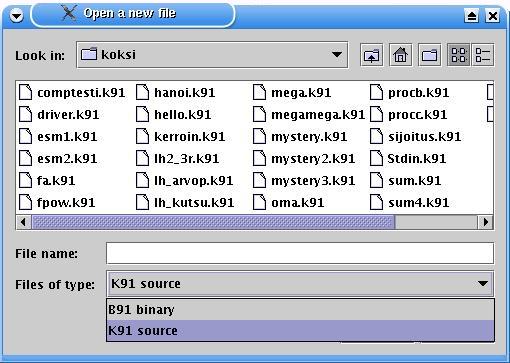 Open a new file
Look in: koksi
comptesti.k91 hanoi.k91 mega.k91 procb.k91
driver.k91 hello.k91 megamega.k91 procc.k91
esm1.k91 kerroin.k91 mystery.k91 sijoitus.k91
esm2.k91 lh2_3r.k91 mystery2.k91 Stdin.k91
fa.k91 lh_arvop.k91 mystery3.k91 sum.k91
fpow.k91 lh_kutsu.k91 oma.k91 sum4.k91
File name:
Files of type: K91 source
B91 binary
K91 source